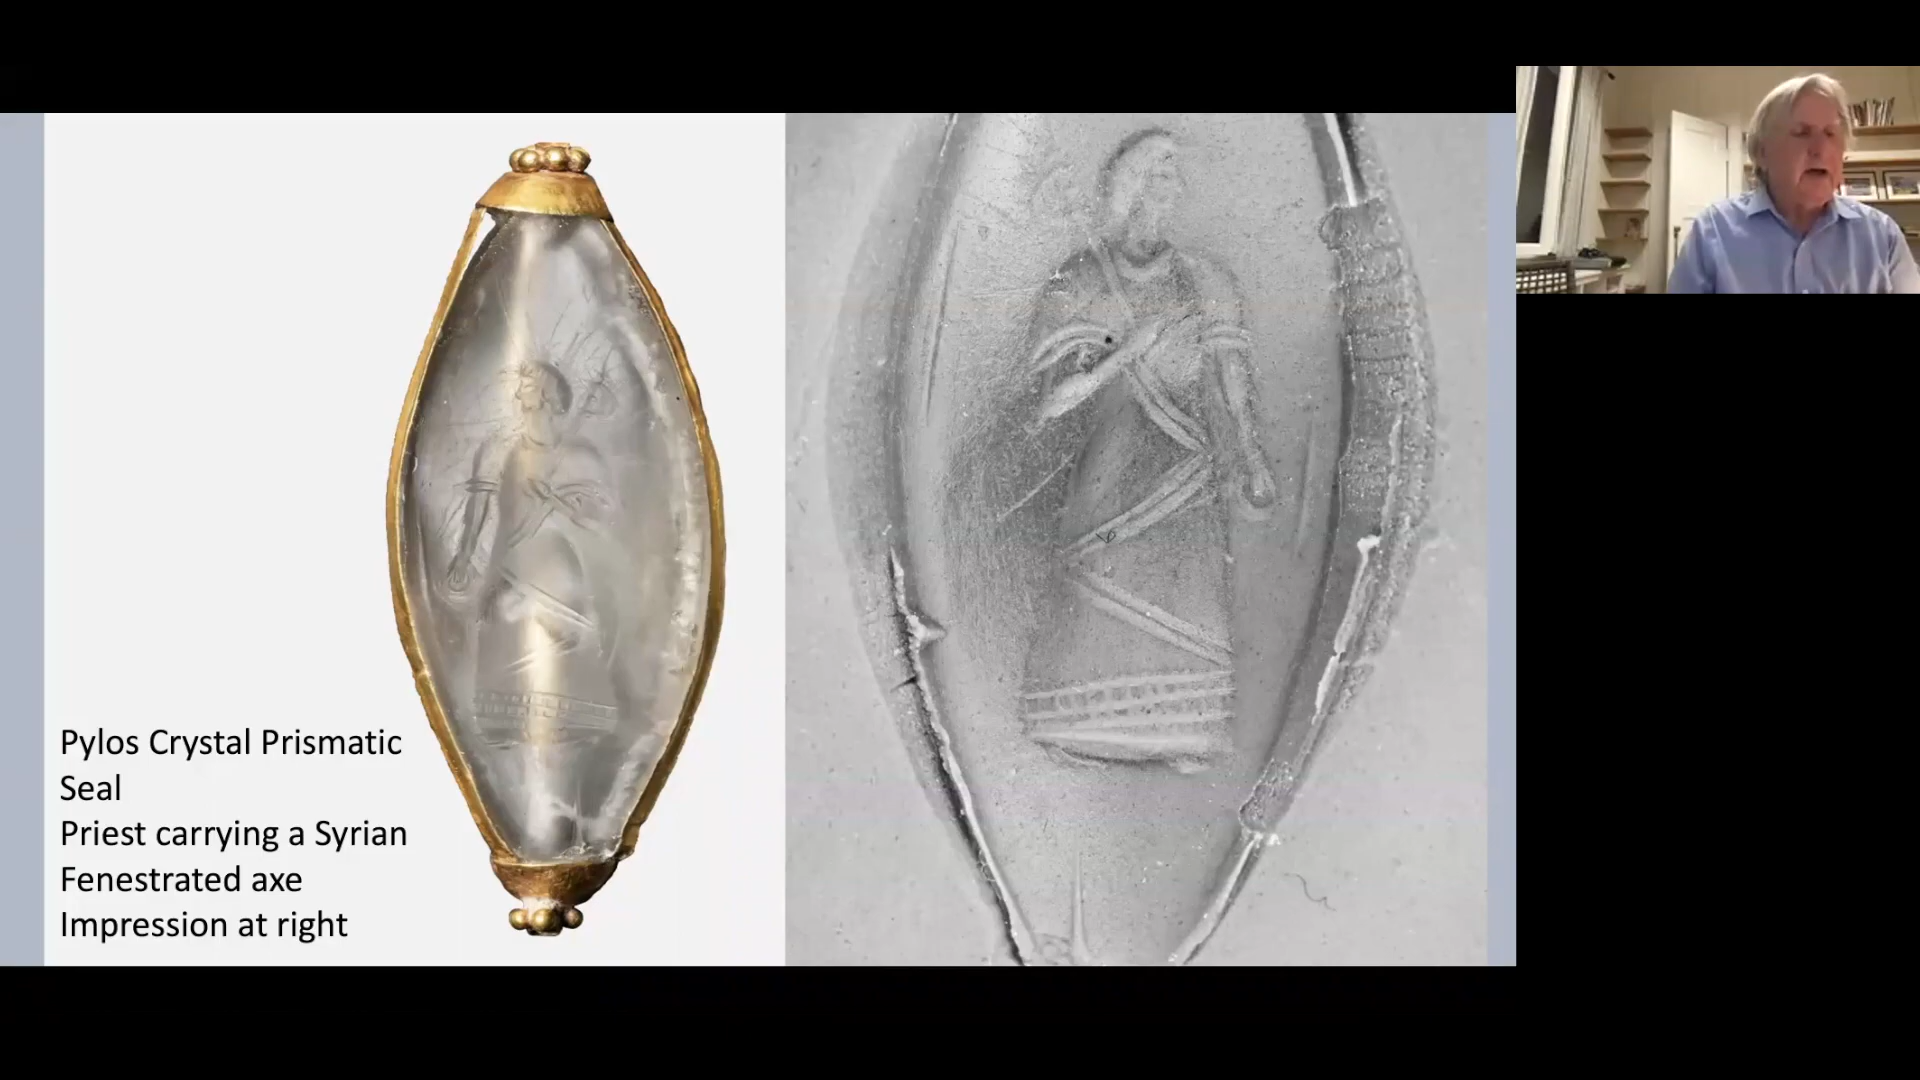 Pylos Crystal Prismatic
Seal
Priest carrying a Syrian
Fenestrated axe
Impression at right